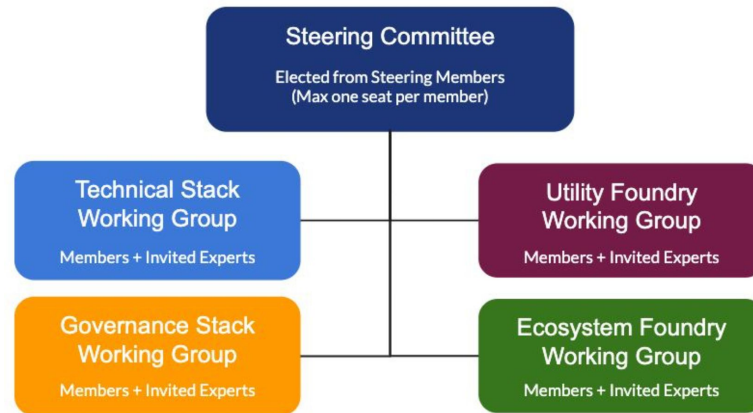 Steering Committee
Elected from Steering Members
(Max one seat per member)
Technical Stack
Working Group
Members + Invited Experts
Utility Foundry
Working Group
Members + Invited Experts
Governance Stack
Working Group
Members + Invited Experts
Ecosystem Foundry
Working Group
Members + Invited Experts